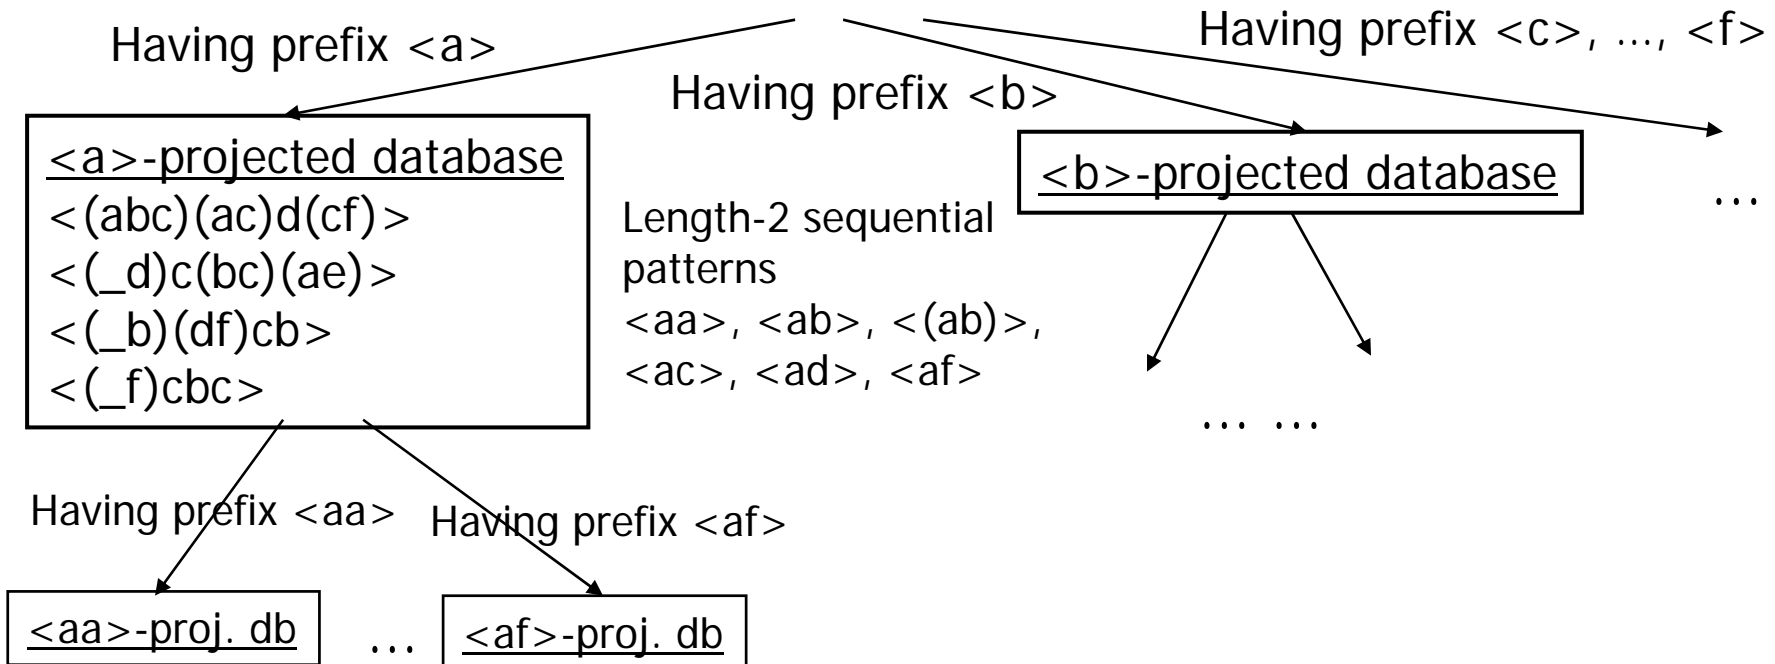 Having prefix <a>
Having prefix <c>, ..., <f>
Having prefix <b>
<a>-projected database
<(abc)(ac)d(cf)>
<(_d)c(bc)(ae)>
<(_b)(df)cb>
<(_f)cbc>
Length-2 sequential
patterns
<aa>, <ab>, <(ab)>,
<ac>, <ad>, <af>
<b>-projected database
...
... ...
Having prefix <aa>
Having prefix <af>
<aa>-proj. db
...
<af>-proj. db